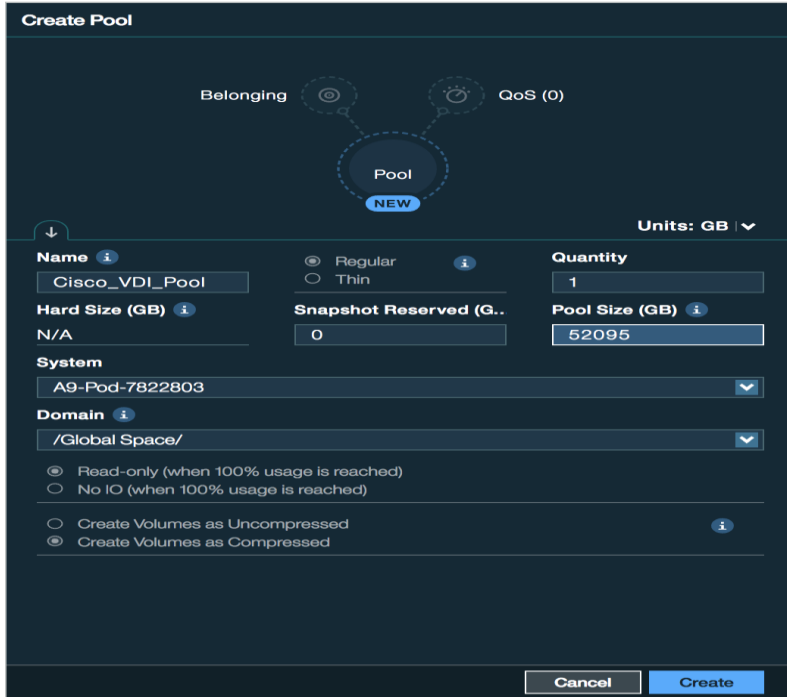 Create Pool
Belonging
QoS (0)
Pool
NEW
Units: GB
Name
Regular
Thin
Quantity
Cisco_VDI_Pool
1
Hard Size (GB)
Snapshot Reserved (G..
Pool Size (GB)
N/A
0
52095
System
A9-Pod-7822803
Domain
/Global Space/
Read-only (when 100% usage is reached)
No IO (when 100% usage is reached)
Create Volumes as Uncompressed
Create Volumes as Compressed
Cancel
Create